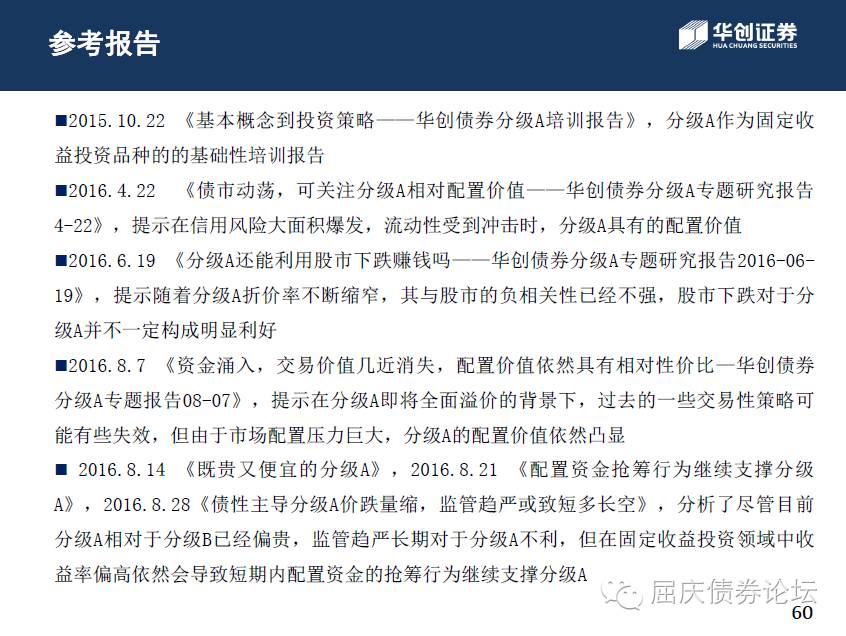 参考报告
华创证券
HUA CHUANG SECURITIES
■2015.10.22 《基本概念到投资策略——华创债券分级A培训报告》，分级A作为固定收
益投资品种的的基础性培训报告
■2016.4.22 《债市动荡，可关注分级A相对配置价值——华创债券分级A专题研究报告
4-22》，提示在信用风险大面积爆发，流动性受到冲击时，分级A具有的配置价值
■2016.6.19 《分级A还能利用股市下跌赚钱吗——华创债券分级A专题研究报告2016-06-
19》，提示随着分级A折价率不断缩窄，其与股市的负相关性已经不强，股市下跌对于分
级A并不一定构成明显利好
■2016.8.7 《资金涌入，交易价值几近消失，配置价值依然具有相对性价比—华创债券
分级A专题报告08-07》，提示在分级A即将全面溢价的背景下，过去的一些交易性策略可
能有些失效，但由于市场配置压力巨大，分级A的配置价值依然凸显
■ 2016.8.14 《既贵又便宜的分级A》，2016.8.21 《配置资金抢筹行为继续支撑分级
A》，2016.8.28《债性主导分级A价跌量缩，监管趋严或致短多长空》，分析了尽管目前
分级A相对于分级B已经偏贵，监管趋严长期对于分级A不利，但在固定收益投资领域中收
益率偏高依然会导致短期内配置资金的抢筹行为继续支撑分级A
屈庆债券论坛
60